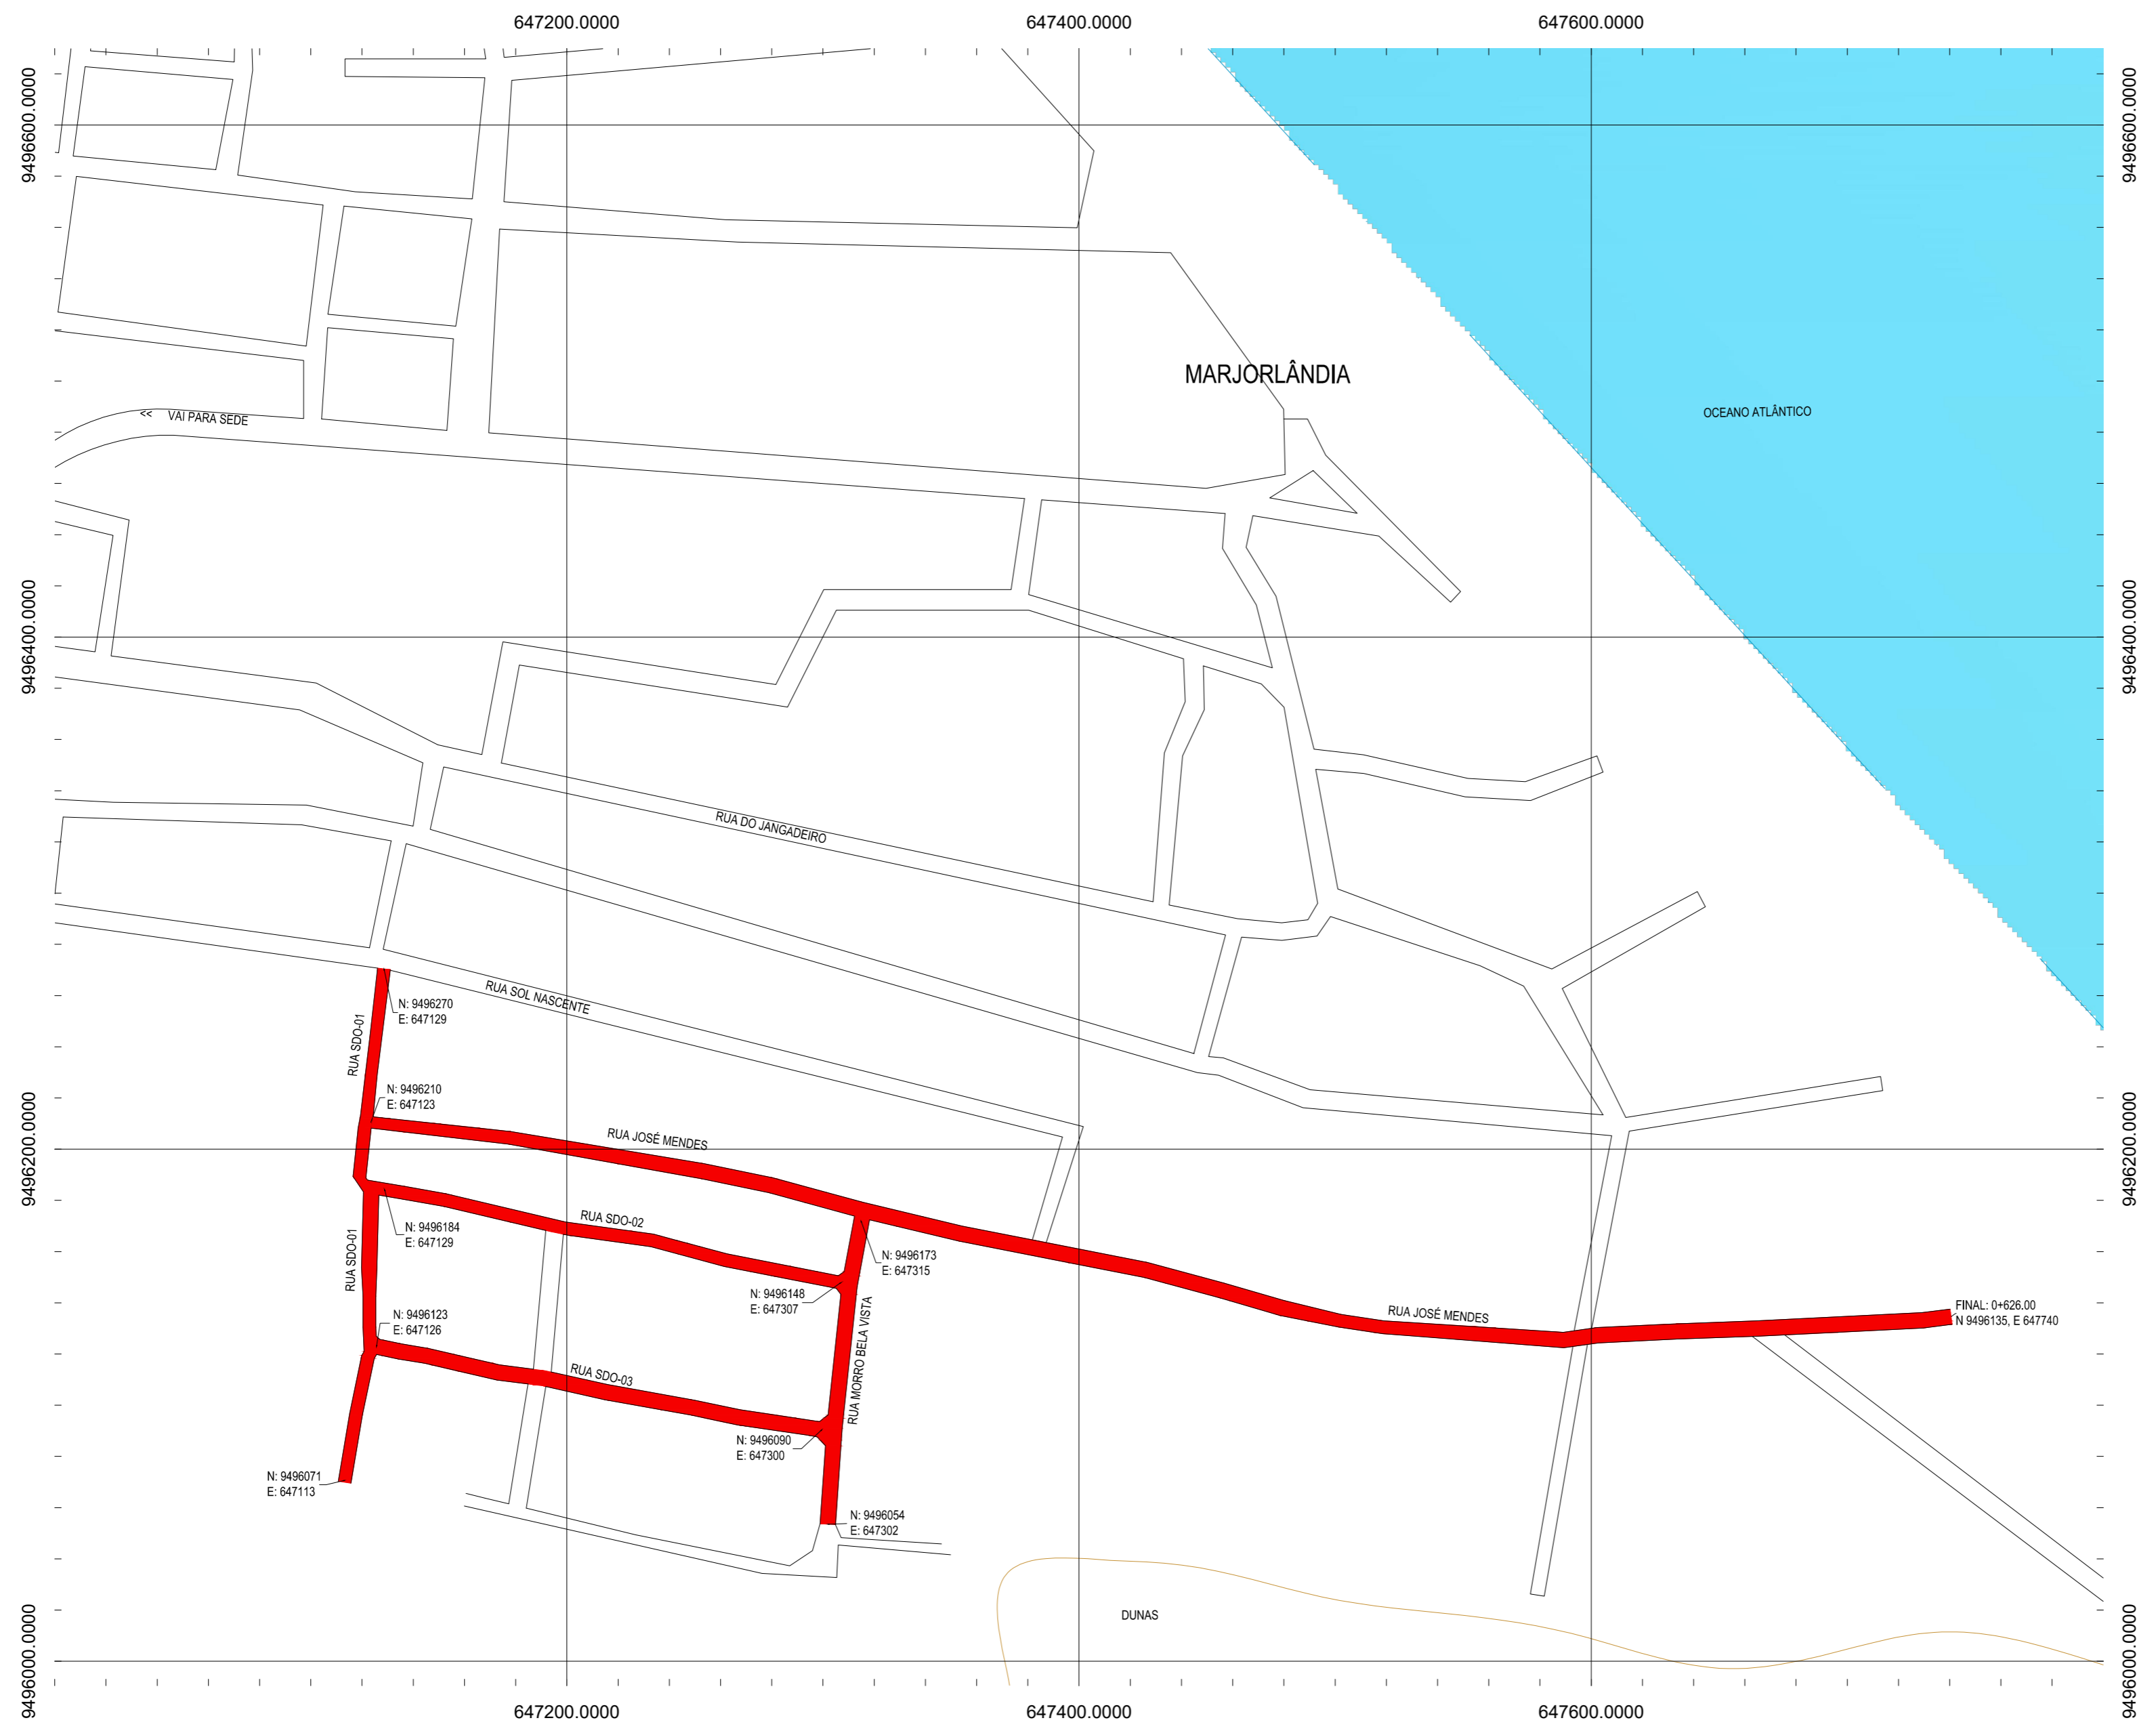 647200.0000
647400.0000
647600.0000
9496600.0000
9496600.0000
MARJORLÂNDIA
OCEANO ATLÂNTICO
<< VAI PARA SEDE
9496400.0000
9496400.0000
RUA DO JANGADEIRO
RUA SOL NASCENTE
N: 9496270
E: 647129
RUA SDO-01
N: 9496210
E: 647123
9496200.0000
9496200.0000
RUA JOSÉ MENDES
RUA SDO-02
N: 9496184
E: 647129
RUA SDO-01
N: 9496173
E: 647315
N: 9496148
E: 647307
RUA MORRO BELA VISTA
RUA JOSÉ MENDES
FINAL: 0+626.00
N 9496135, E 647740
N: 9496123
E: 647126
RUA SDO-03
N: 9496090
E: 647300
N: 9496071
E: 647113
N: 9496054
E: 647302
DUNAS
9496000.0000
9496000.0000
647200.0000
647400.0000
647600.0000